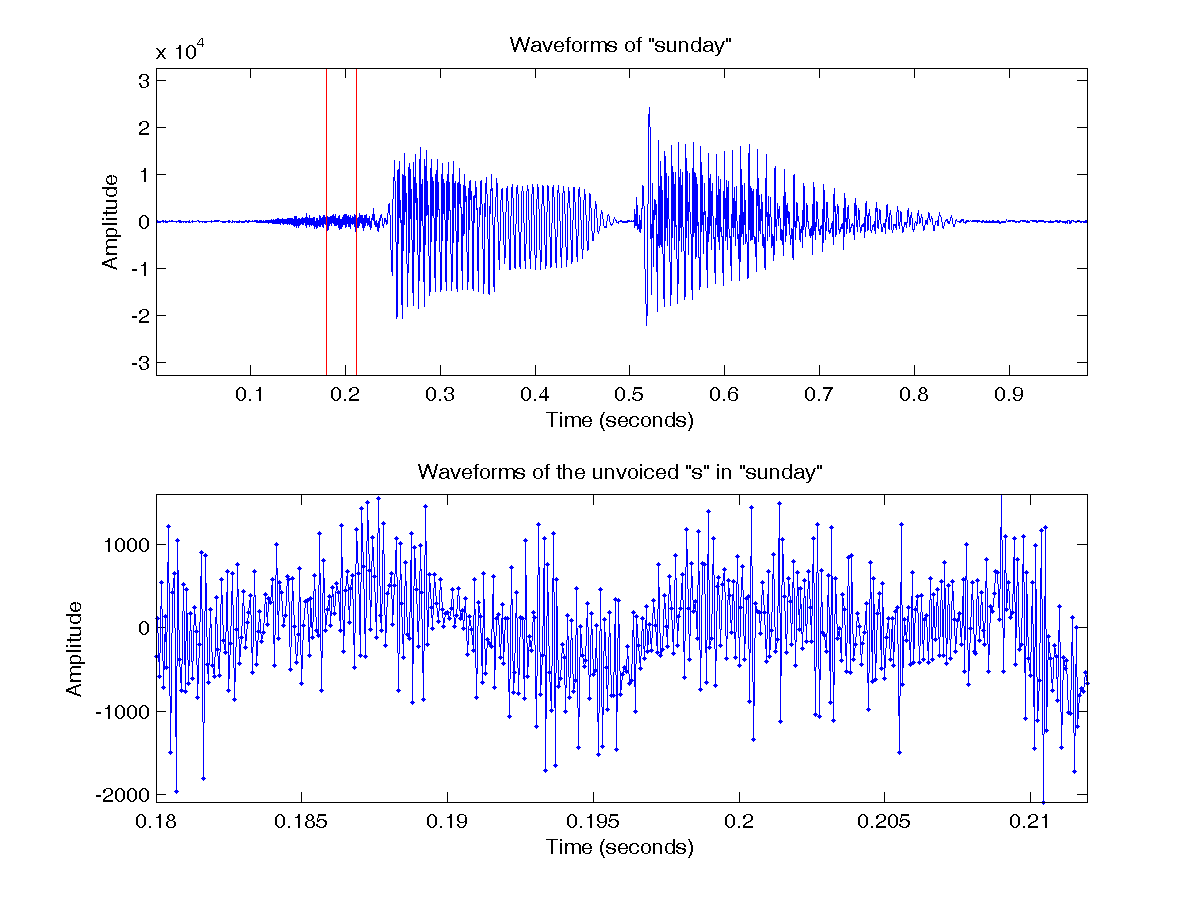 Waveforms of "sunday"
x 10^4
3
2
1
0
-1
-2
-3
Amplitude
0.1 0.2 0.3 0.4 0.5 0.6 0.7 0.8 0.9
Time (seconds)
Waveforms of the unvoiced "s" in "sunday"
1000
0
-1000
-2000
Amplitude
0.18 0.185 0.19 0.195 0.2 0.205 0.21
Time (seconds)